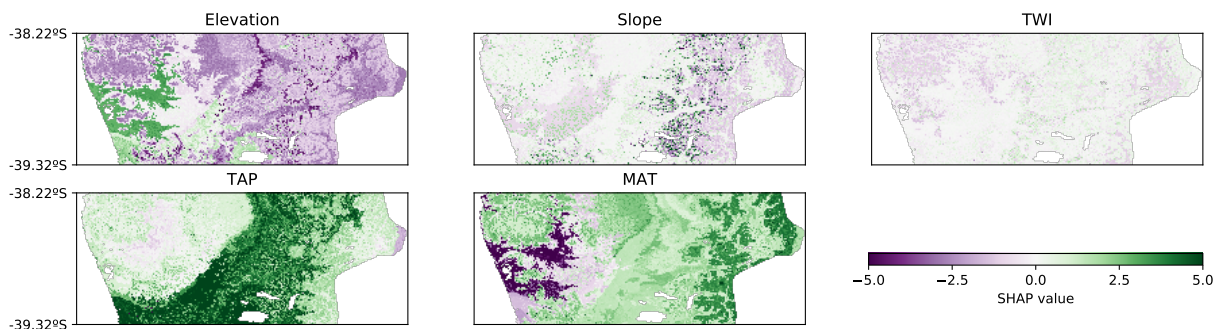 Elevation
Slope
TWI
-38.22ºS
-39.32ºS
TAP
MAT
-38.22ºS
-39.32ºS
−5.0 −2.5 0.0 2.5 5.0
SHAP value